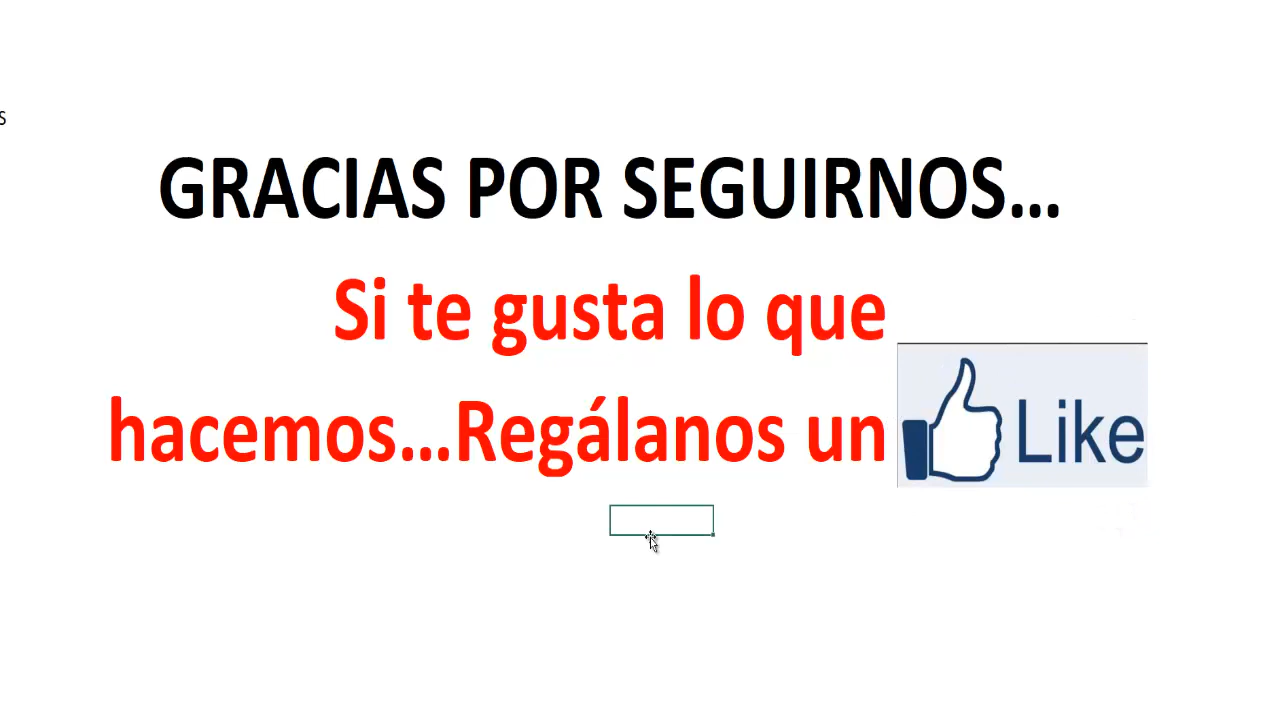 s
GRACIAS POR SEGUIRNOS...
Si te gusta lo que
hacemos...Regálanos un
Like